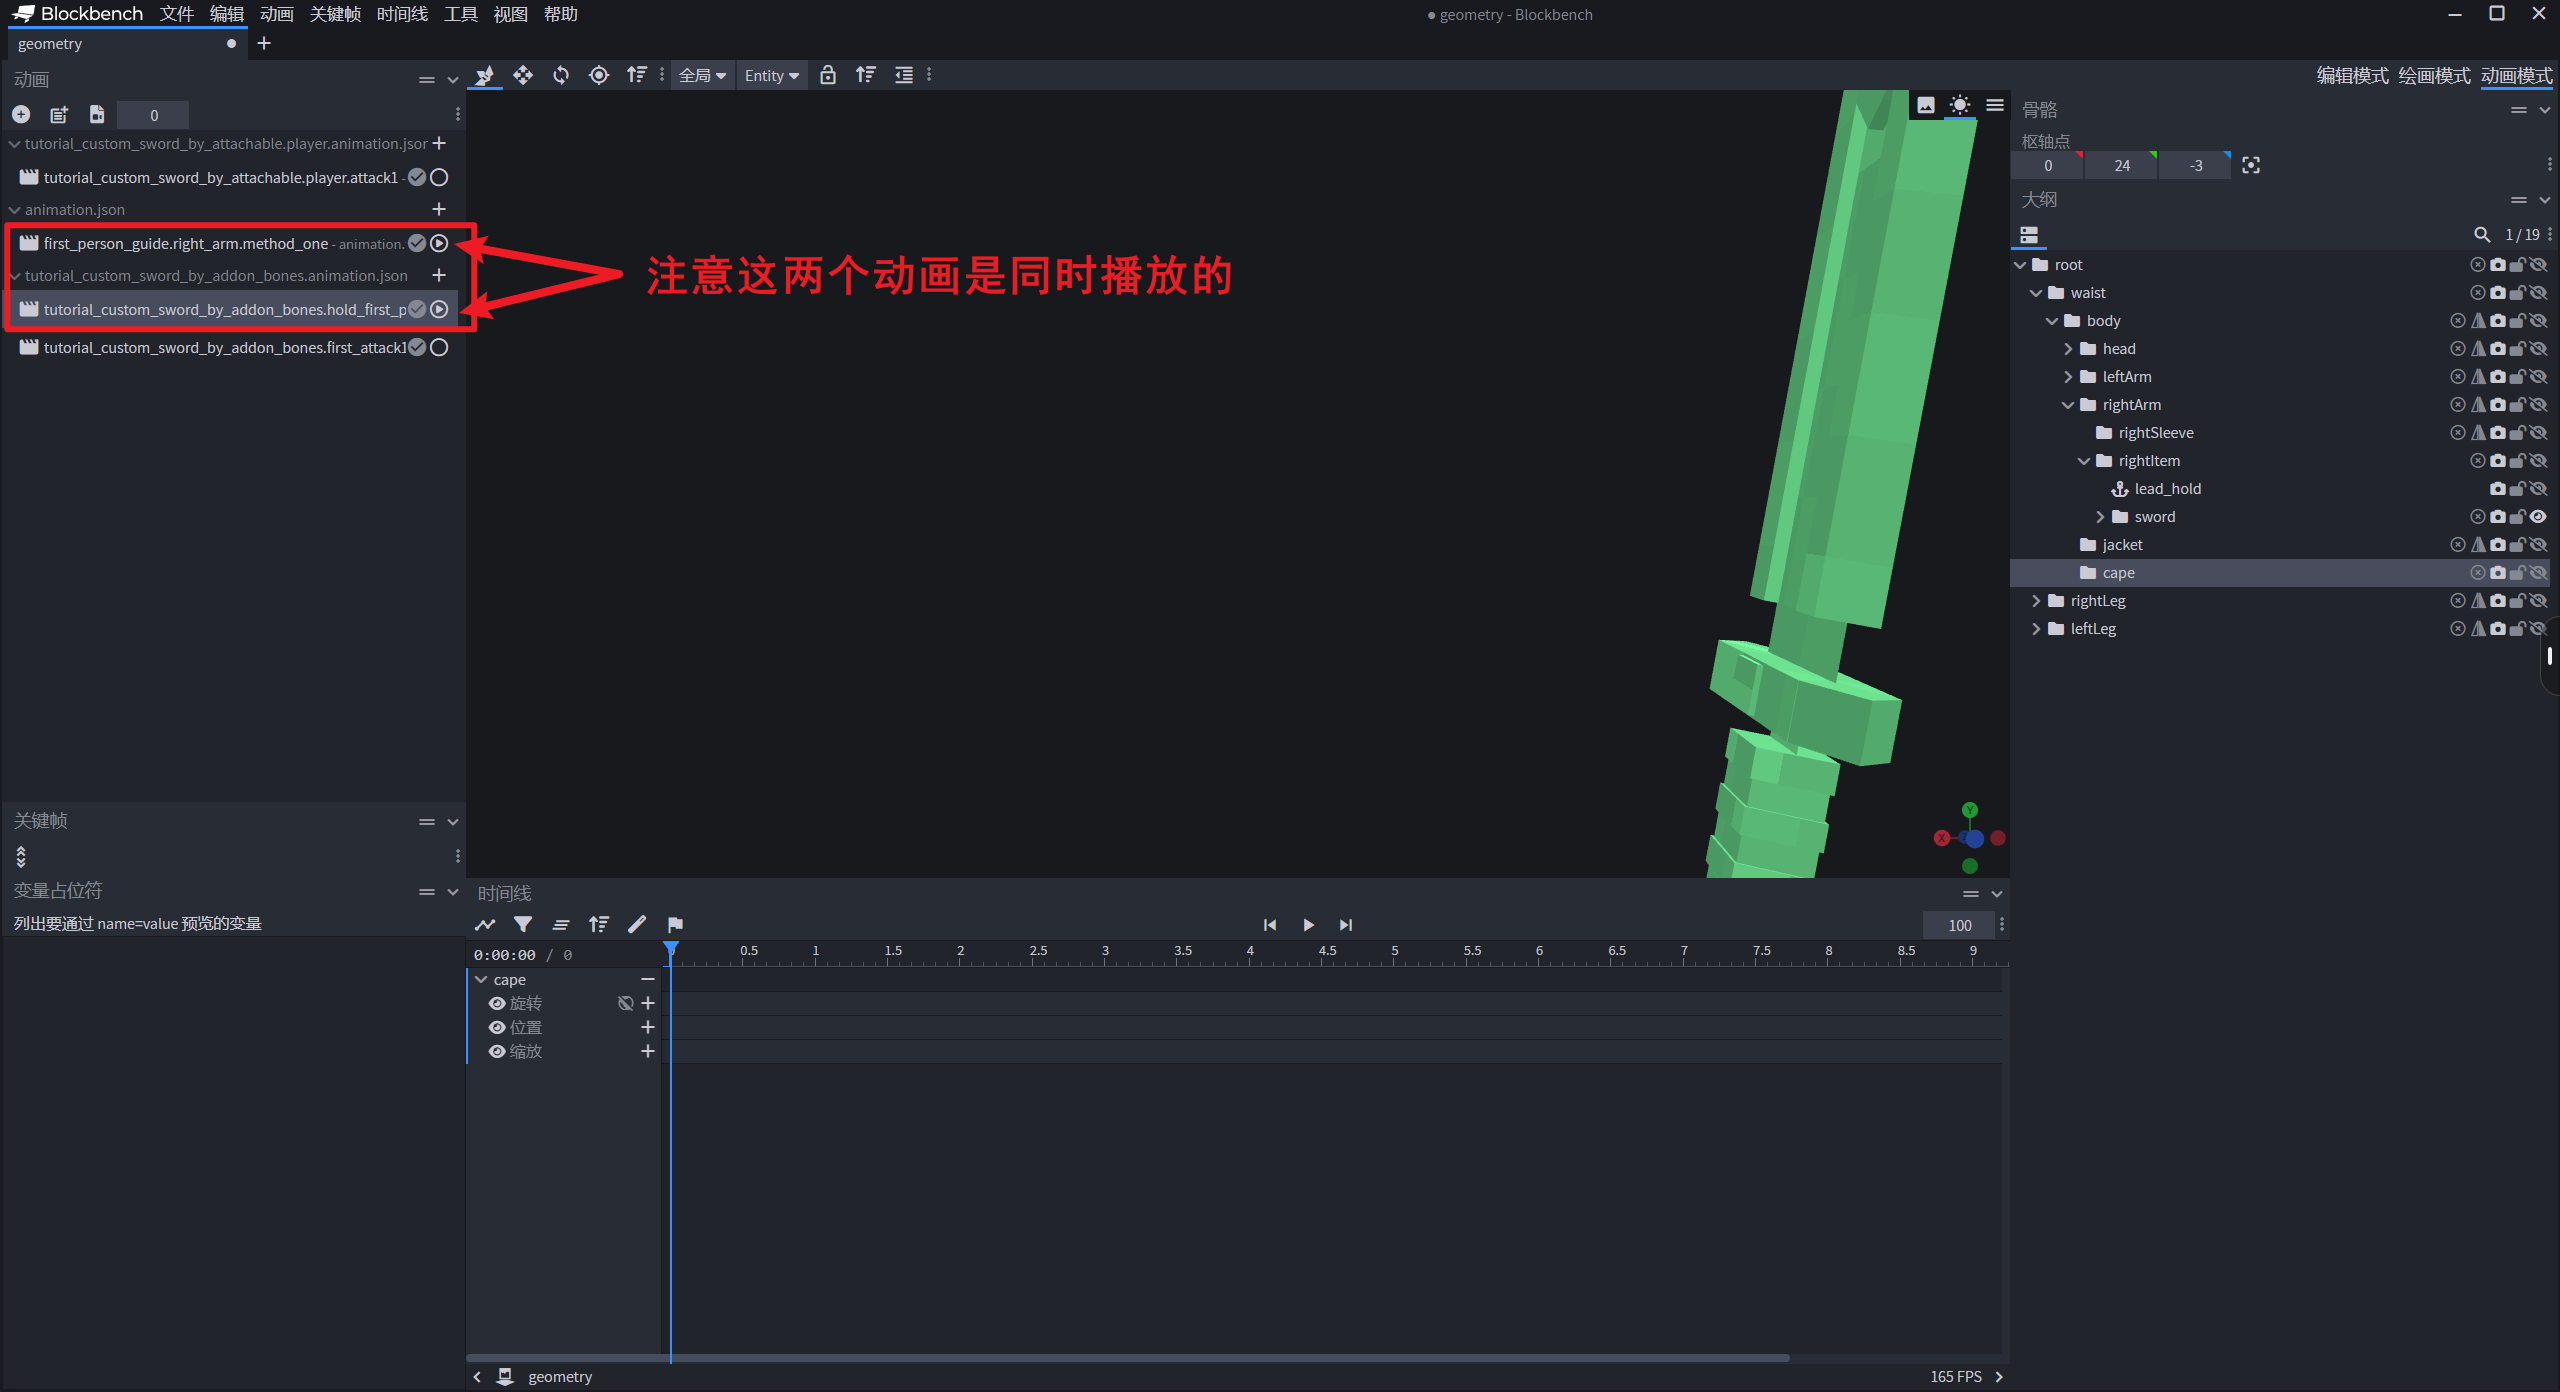 Blockbench 文件 编辑 动画 关键帧 时间线 工具 视图 帮助
geometry - Blockbench
geometry
动画
0
tutorial_custom_sword_by_attachable.player.animation.jsor
tutorial_custom_sword_by_attachable.player.attack1 -
animation.json
first_person_guide.right_arm.method_one - animation.
tutorial_custom_sword_by_addon_bones.animation.json
tutorial_custom_sword_by_addon_bones.hold_first_p
tutorial_custom_sword_by_addon_bones.first_attack1
注意这两个动画是同时播放的
关键帧
变量占位符
列出要通过 name=value 预览的变量
全局 Entity
编辑模式 绘画模式 动画模式
骨骼
枢轴点
0 24 -3
大纲
1 / 19
root
waist
body
head
leftArm
rightArm
rightSleeve
rightItem
lead_hold
sword
jacket
cape
rightLeg
leftLeg
Y
X
时间线
100
0:00:00 / 0
0 0.5 1 1.5 2 2.5 3 3.5 4 4.5 5 5.5 6 6.5 7 7.5 8 8.5 9
cape
旋转
位置
缩放
geometry
165 FPS